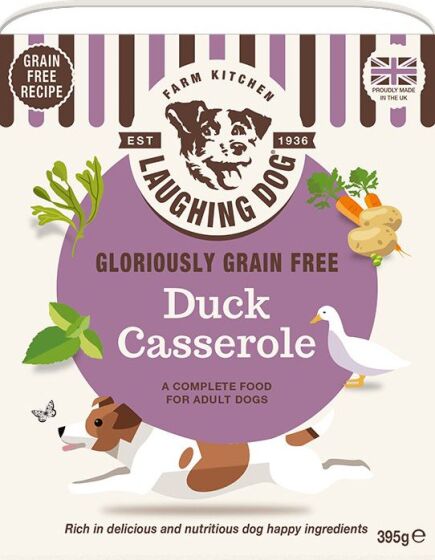 GRAIN
FREE
RECIPE
FARM KITCHEN
EST 1936
LAUGHING DOG®
PROUDLY MADE
IN THE UK
GLORIOUSLY GRAIN FREE
Duck
Casserole
A COMPLETE FOOD
FOR ADULT DOGS
Rich in delicious and nutritious dog happy ingredients
395g ℮